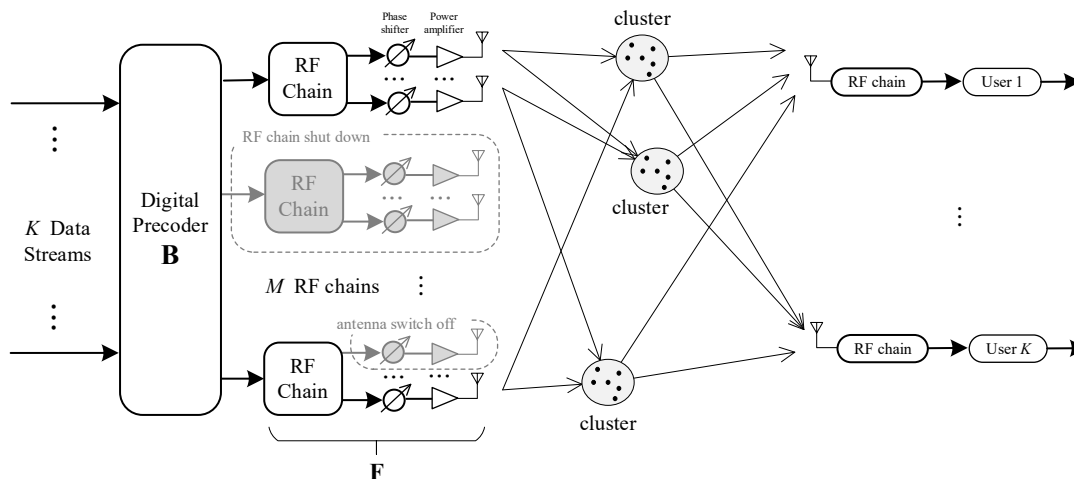 cluster
Phase
shifter
Power
amplifier
RF
Chain
RF chain
User 1
RF chain shut down
RF
Chain
cluster
K Data
Streams
Digital
Precoder
B
M RF chains
antenna switch off
RF
Chain
RF chain
User K
cluster
F